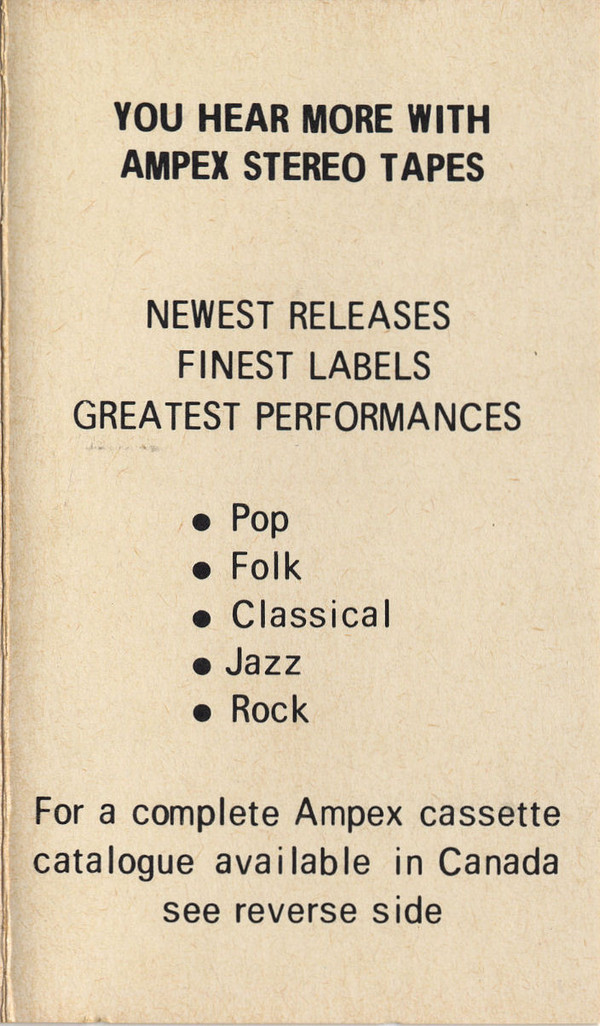 YOU HEAR MORE WITH
AMPEX STEREO TAPES
NEWEST RELEASES
FINEST LABELS
GREATEST PERFORMANCES
● Pop
● Folk
● Classical
● Jazz
● Rock
For a complete Ampex cassette
catalogue available in Canada
see reverse side